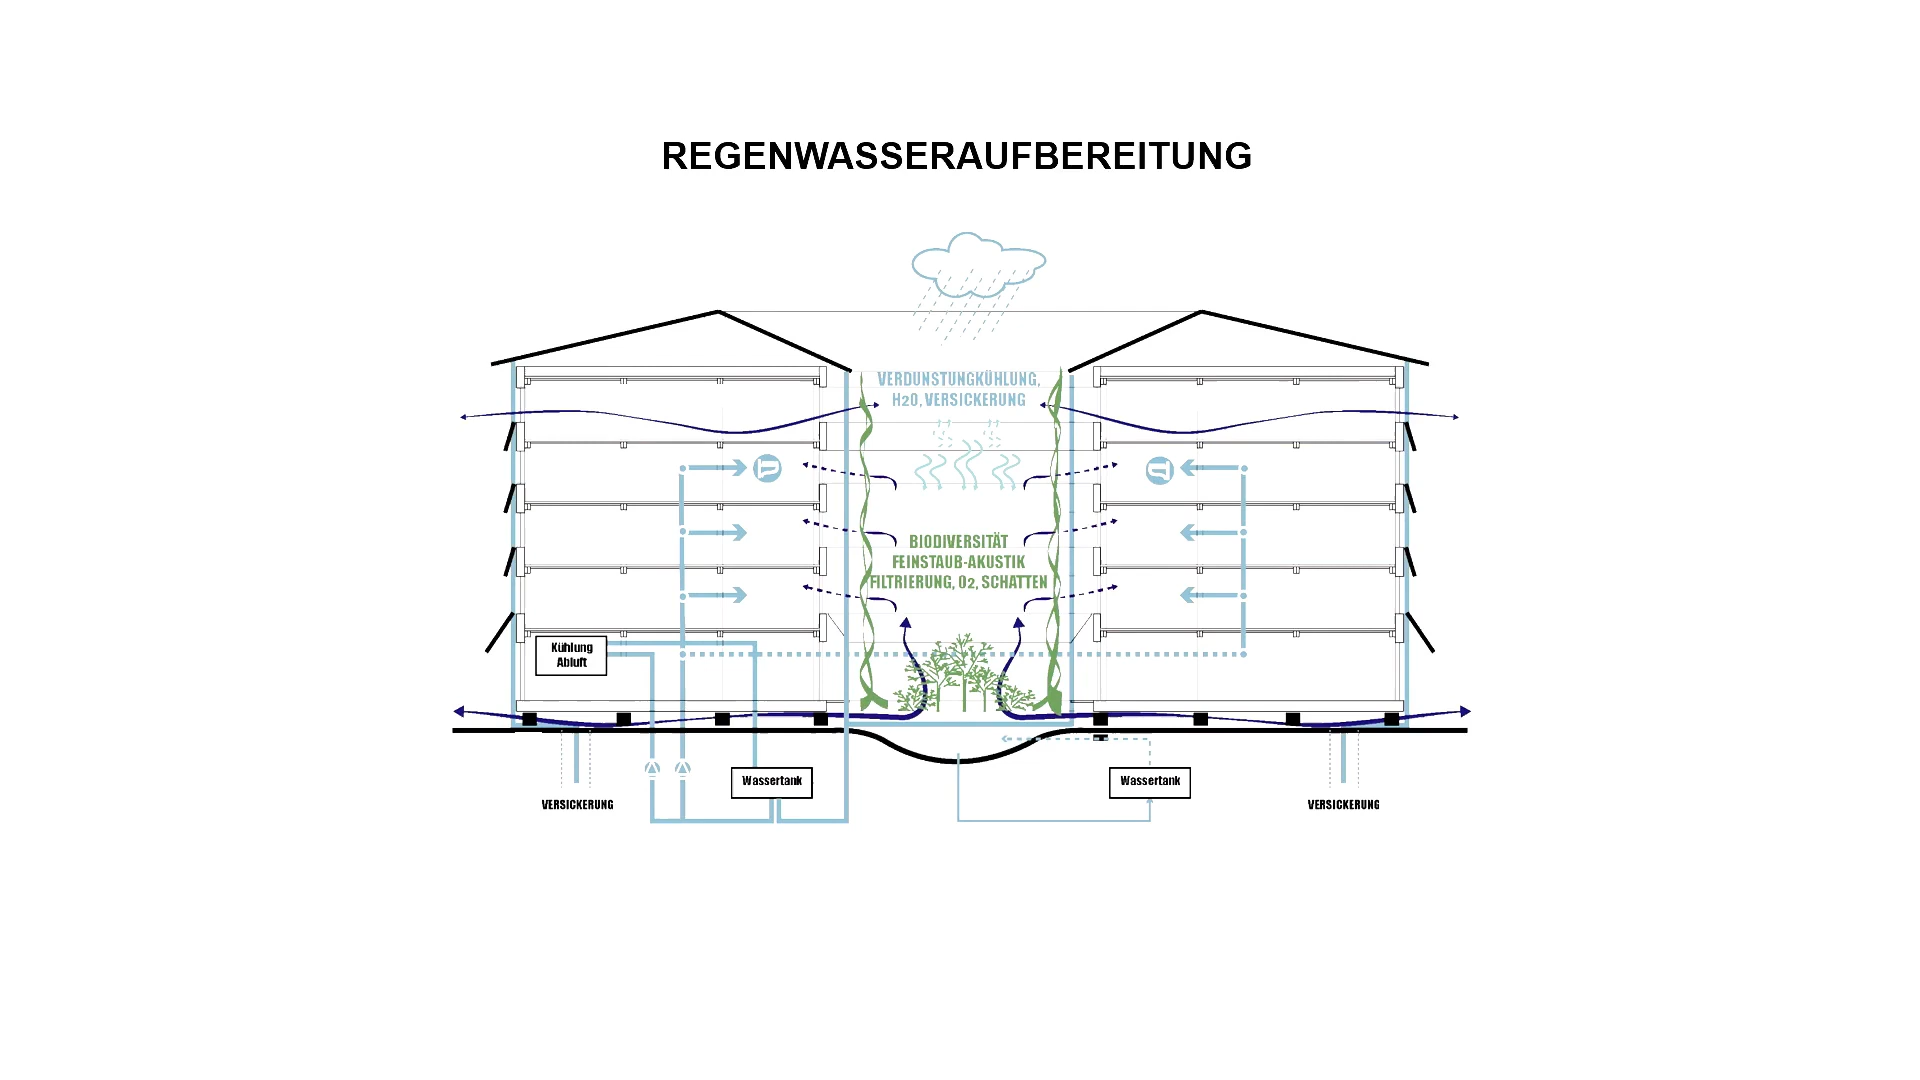 REGENWASSERAUFBEREITUNG
VERDUNSTUNGKÜHLUNG,
H2O, VERSICKERUNG
BIODIVERSITÄT
FEINSTAUB-AKUSTIK
FILTRIERUNG, O2, SCHATTEN
Kühlung
Abluft
Wassertank
Wassertank
VERSICKERUNG
VERSICKERUNG